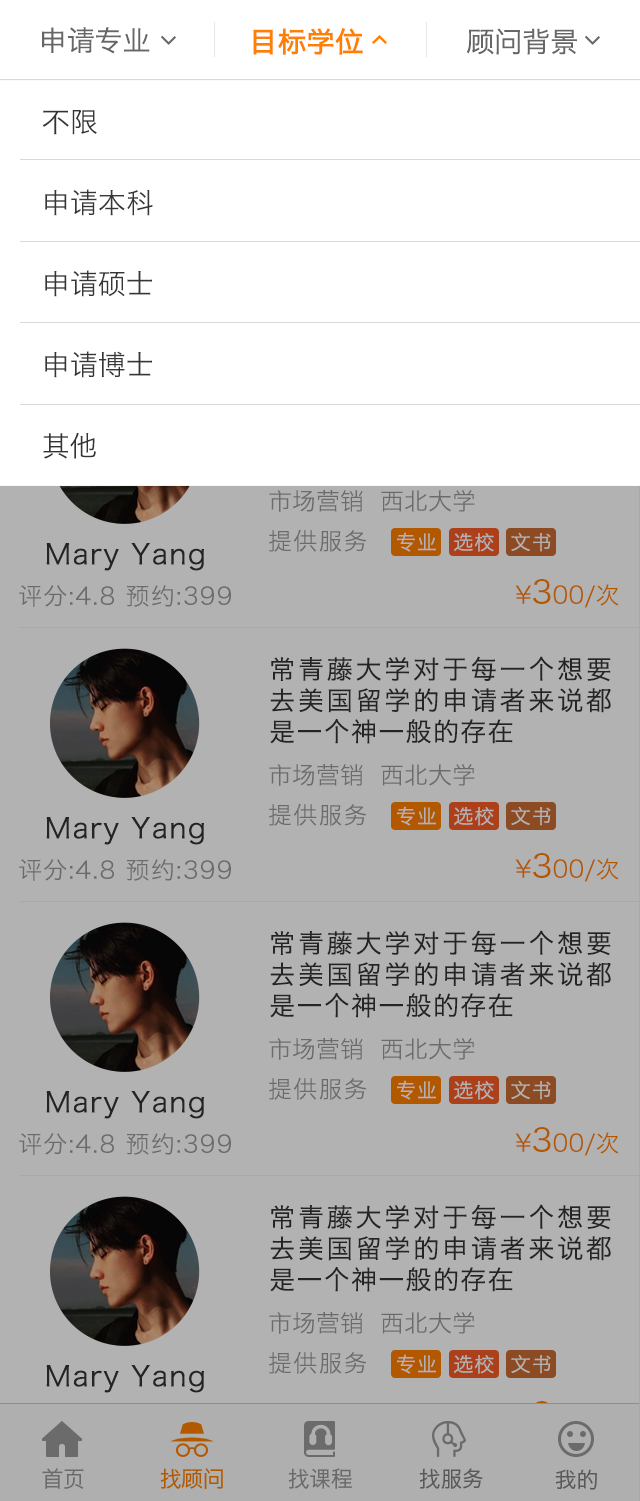 申请专业 目标学位 顾问背景
不限
申请本科
申请硕士
申请博士
其他
市场营销 西北大学
提供服务 专业 选校 文书
Mary Yang
评分:4.8 预约:399 ¥300/次
常青藤大学对于每一个想要
去美国留学的申请者来说都
是一个神一般的存在
市场营销 西北大学
提供服务 专业 选校 文书
Mary Yang
评分:4.8 预约:399 ¥300/次
常青藤大学对于每一个想要
去美国留学的申请者来说都
是一个神一般的存在
市场营销 西北大学
提供服务 专业 选校 文书
Mary Yang
评分:4.8 预约:399 ¥300/次
常青藤大学对于每一个想要
去美国留学的申请者来说都
是一个神一般的存在
市场营销 西北大学
提供服务 专业 选校 文书
Mary Yang
首页 找顾问 找课程 找服务 我的